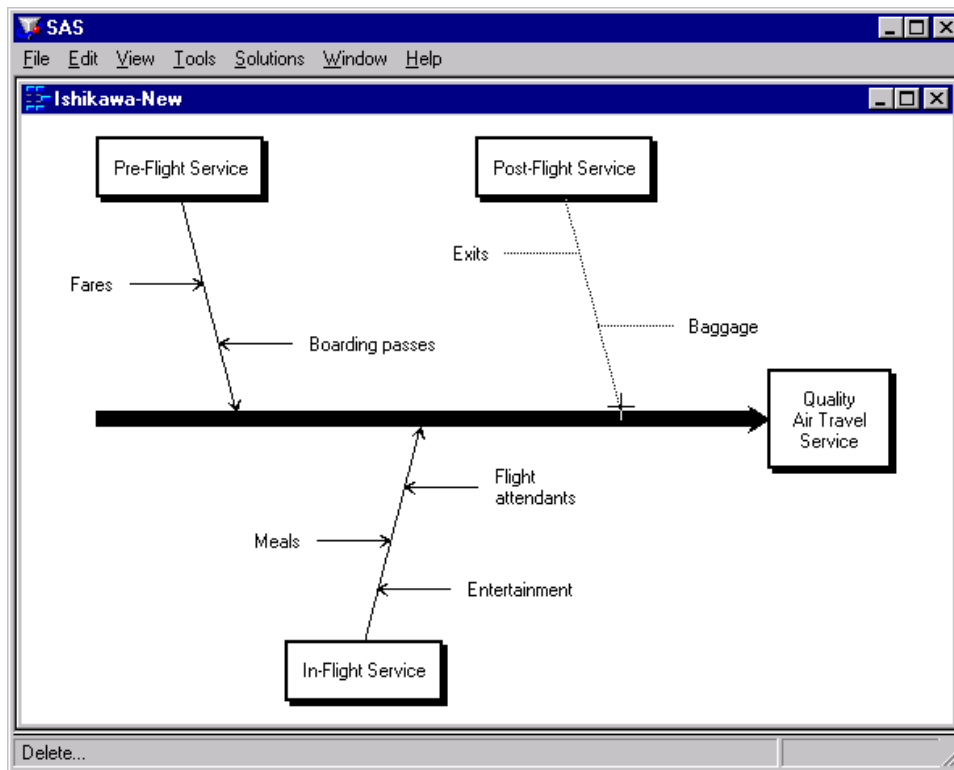 SAS
File Edit View Tools Solutions Window Help
Ishikawa-New
Pre-Flight Service
Post-Flight Service
Exits
Fares
Baggage
Boarding passes
Quality
Air Travel
Service
Flight
attendants
Meals
Entertainment
In-Flight Service
Delete...